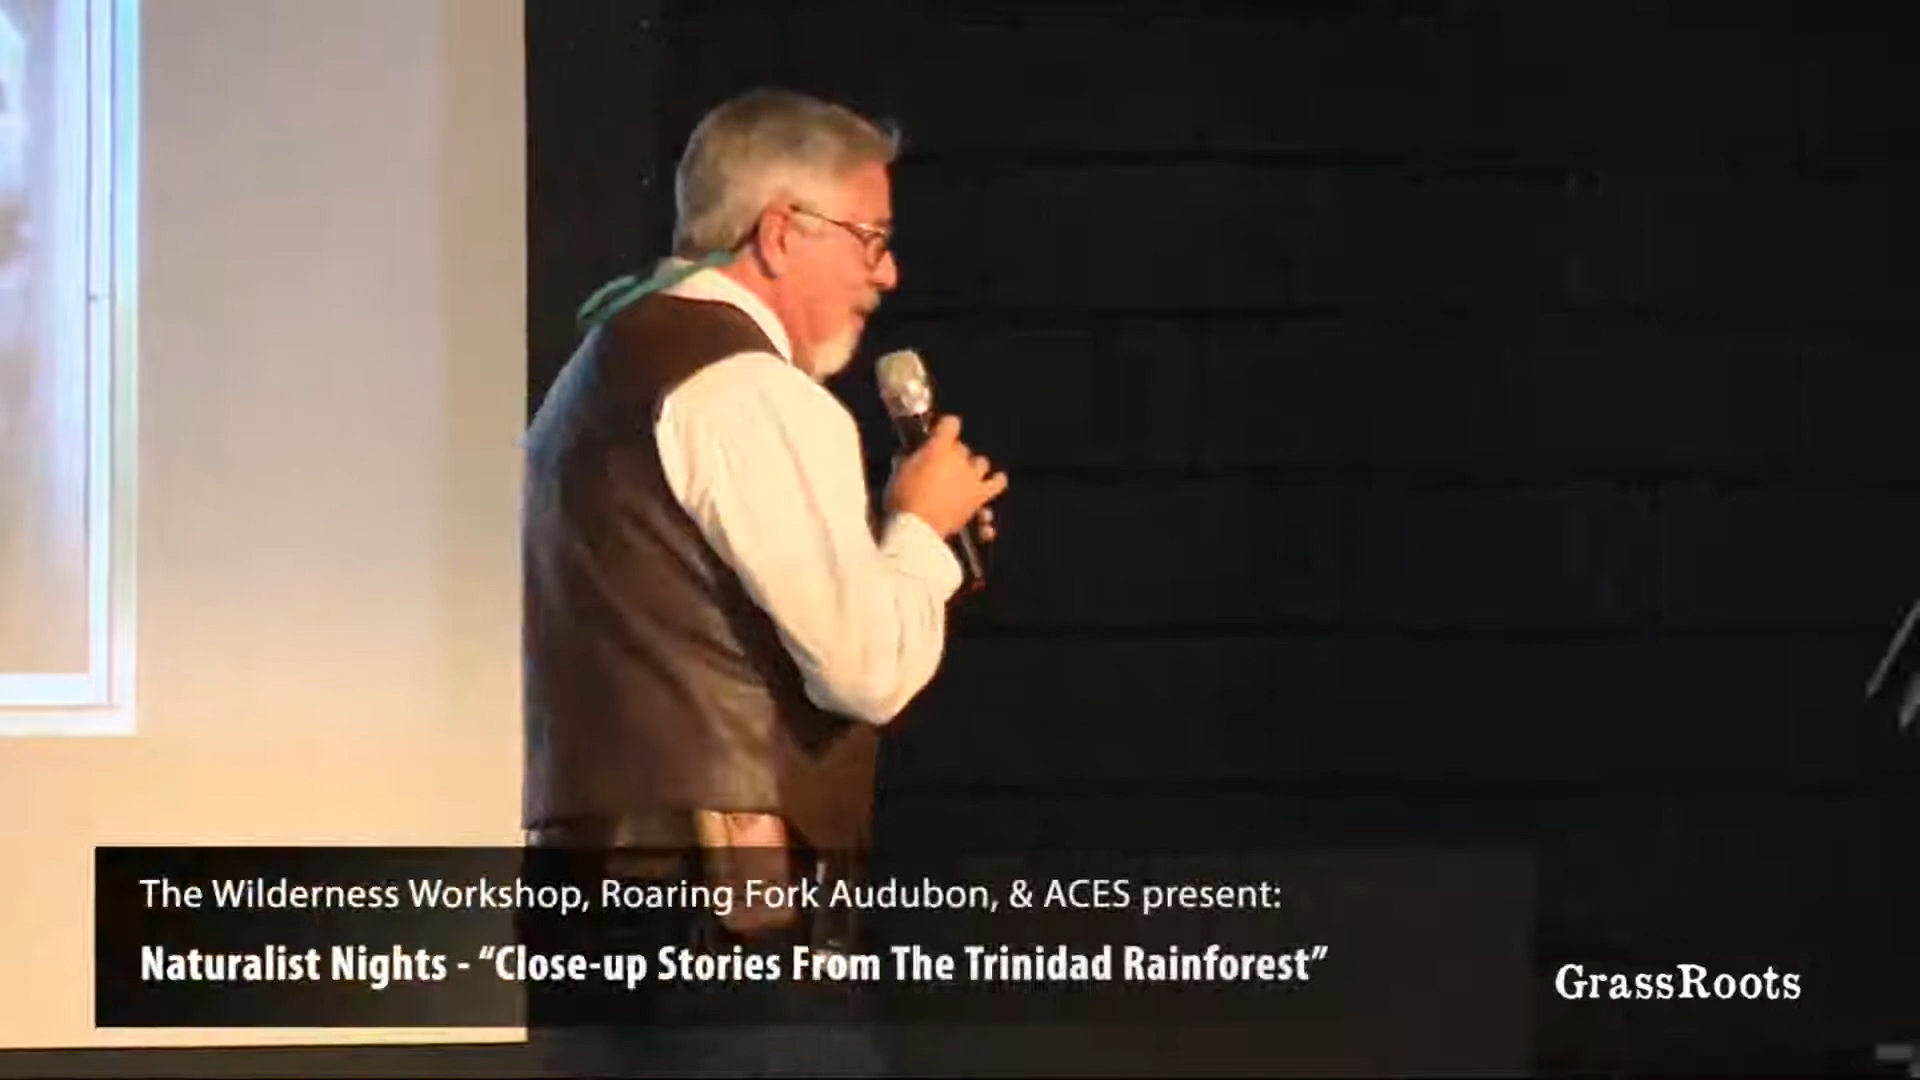 The Wilderness Workshop, Roaring Fork Audubon, & ACES present:
Naturalist Nights - “Close-up Stories From The Trinidad Rainforest”
GrassRoots